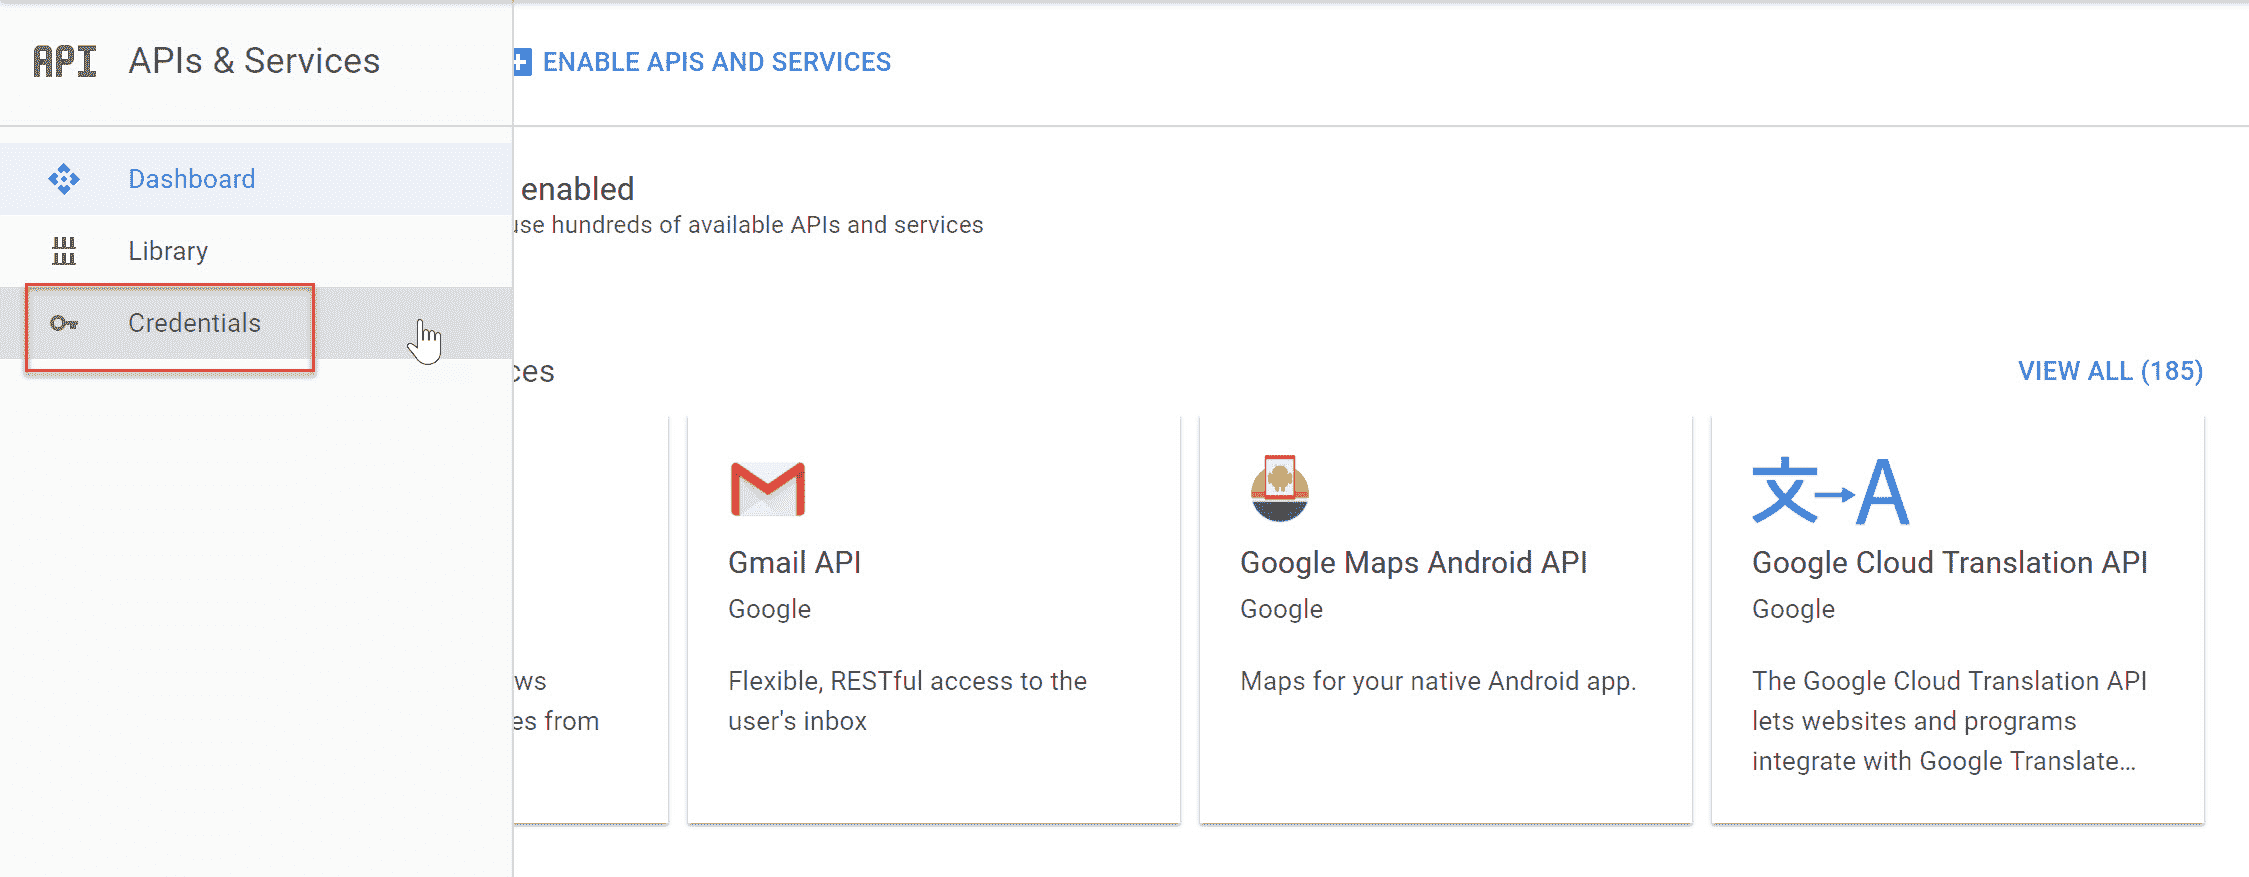 API APIs & Services
ENABLE APIS AND SERVICES
Dashboard
Library
Credentials
enabled
use hundreds of available APIs and services
VIEW ALL (185)
es from
Gmail API
Google
Flexible, RESTful access to the
user's inbox
Google Maps Android API
Google
Maps for your native Android app.
文→A
Google Cloud Translation API
Google
The Google Cloud Translation API
lets websites and programs
integrate with Google Translate...